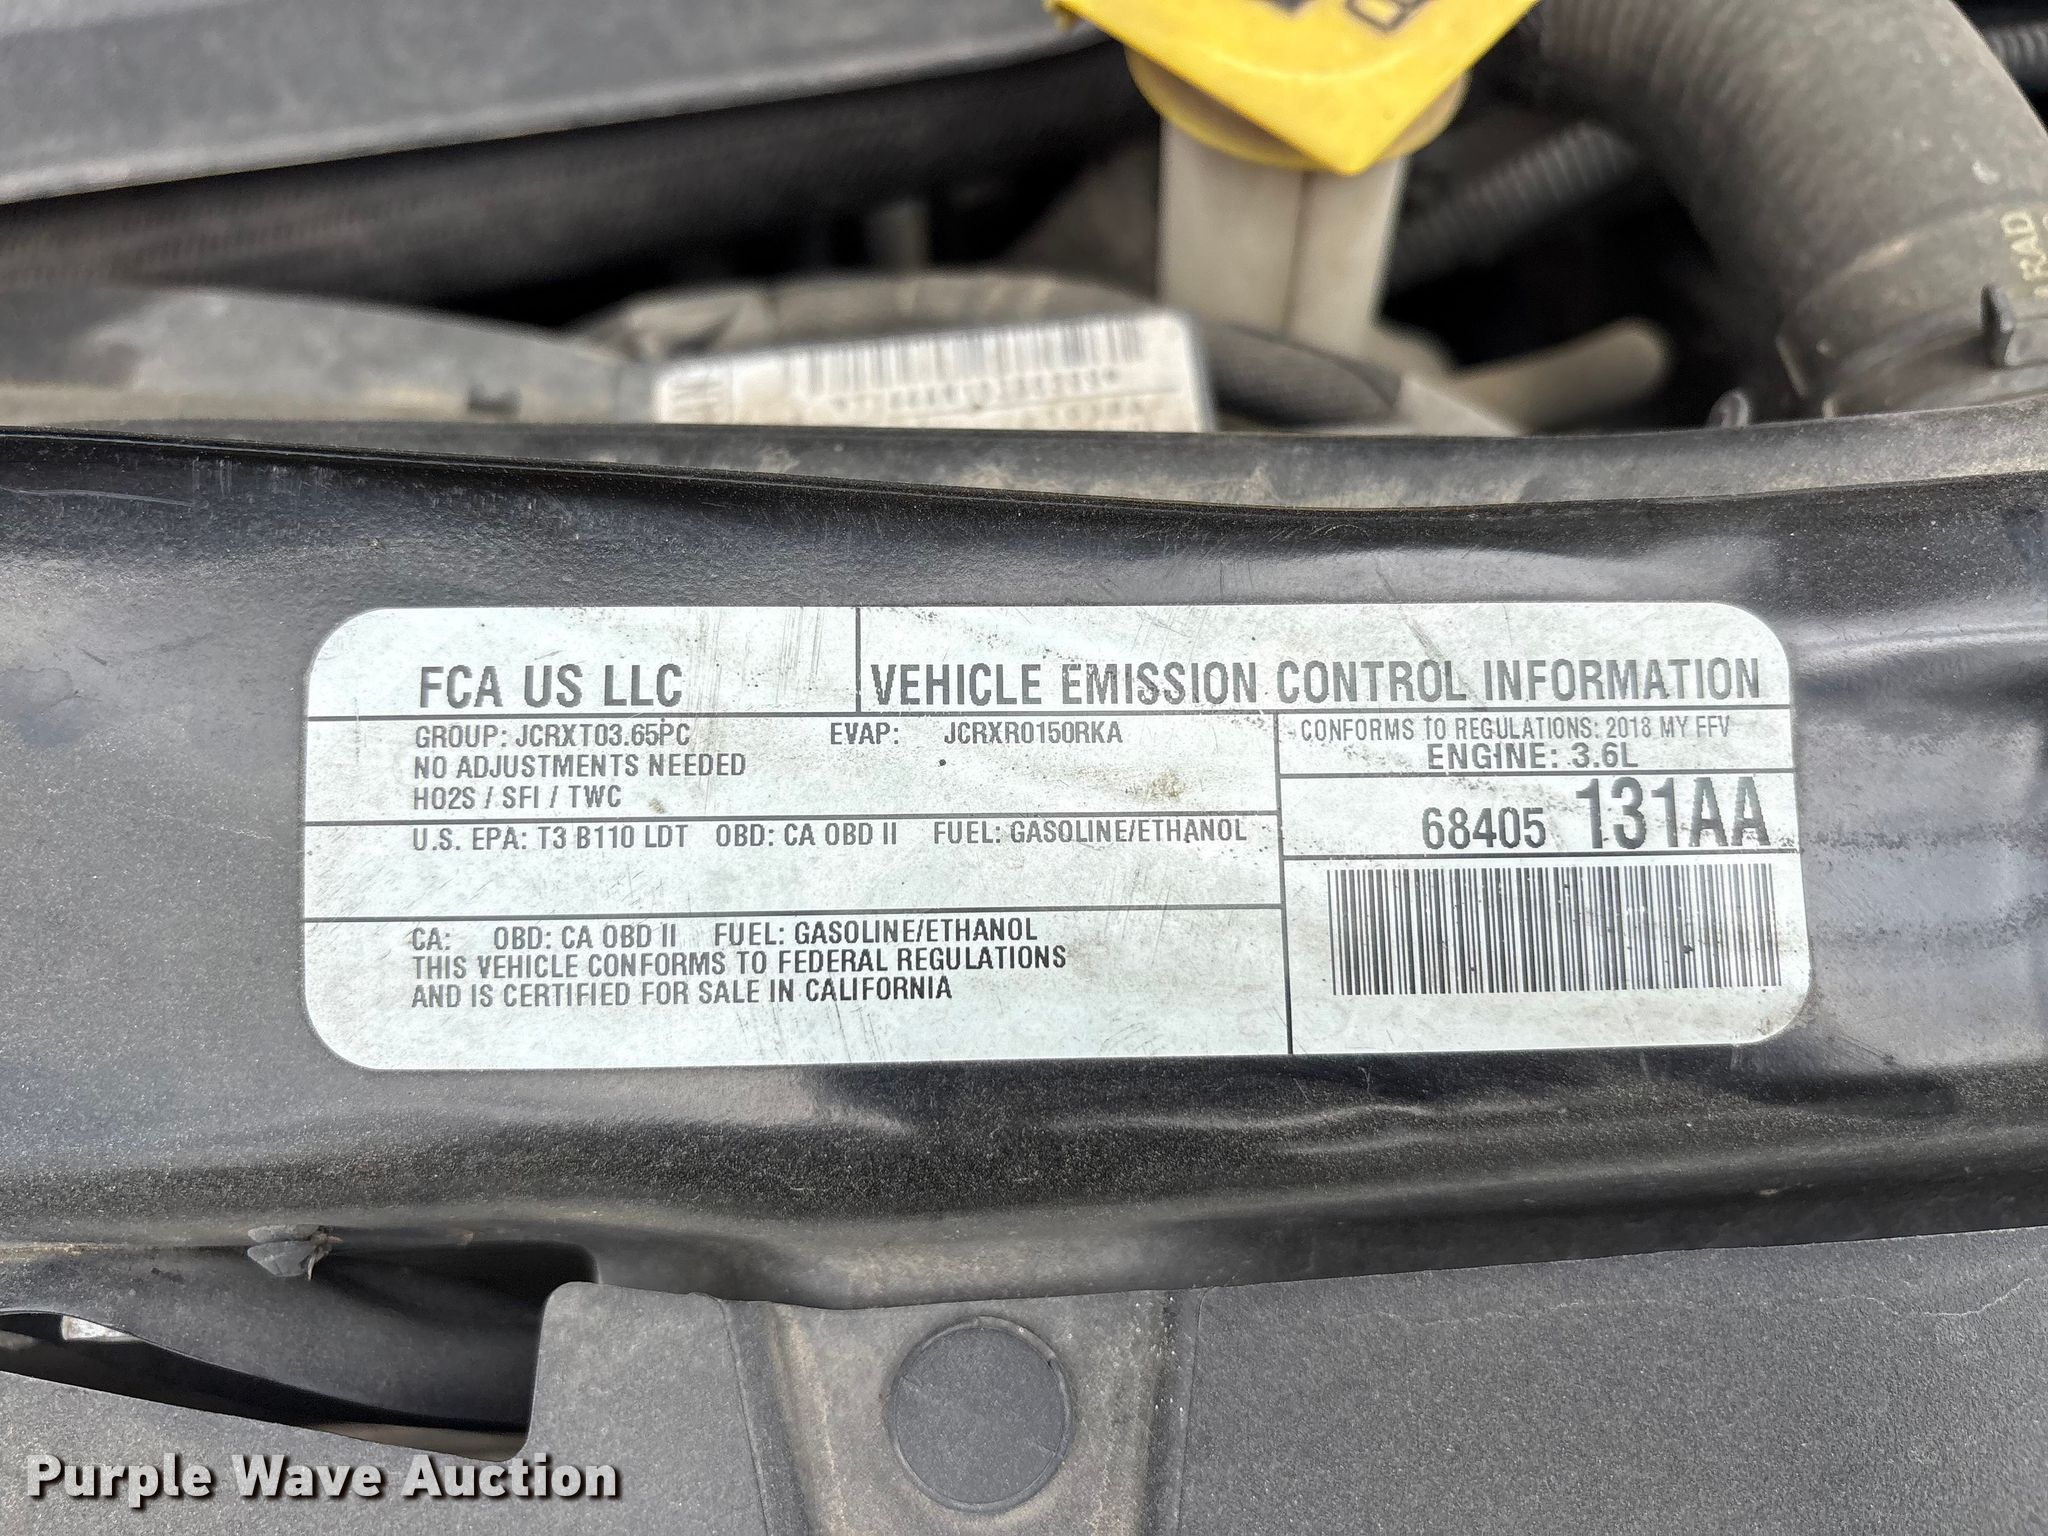 FCA US LLC
VEHICLE EMISSION CONTROL INFORMATION
GROUP: JCRXT03.65PC
EVAP: JCRXR0150RKA
NO ADJUSTMENTS NEEDED
HO2S / SFI / TWC
CONFORMS TO REGULATIONS: 2018 MY FFV
ENGINE: 3.6L
68405 131AA
U.S. EPA: T3 B110 LDT OBD: CA OBD II FUEL: GASOLINE/ETHANOL
CA: OBD: CA OBD II FUEL: GASOLINE/ETHANOL
THIS VEHICLE CONFORMS TO FEDERAL REGULATIONS
AND IS CERTIFIED FOR SALE IN CALIFORNIA
Purple Wave Auction